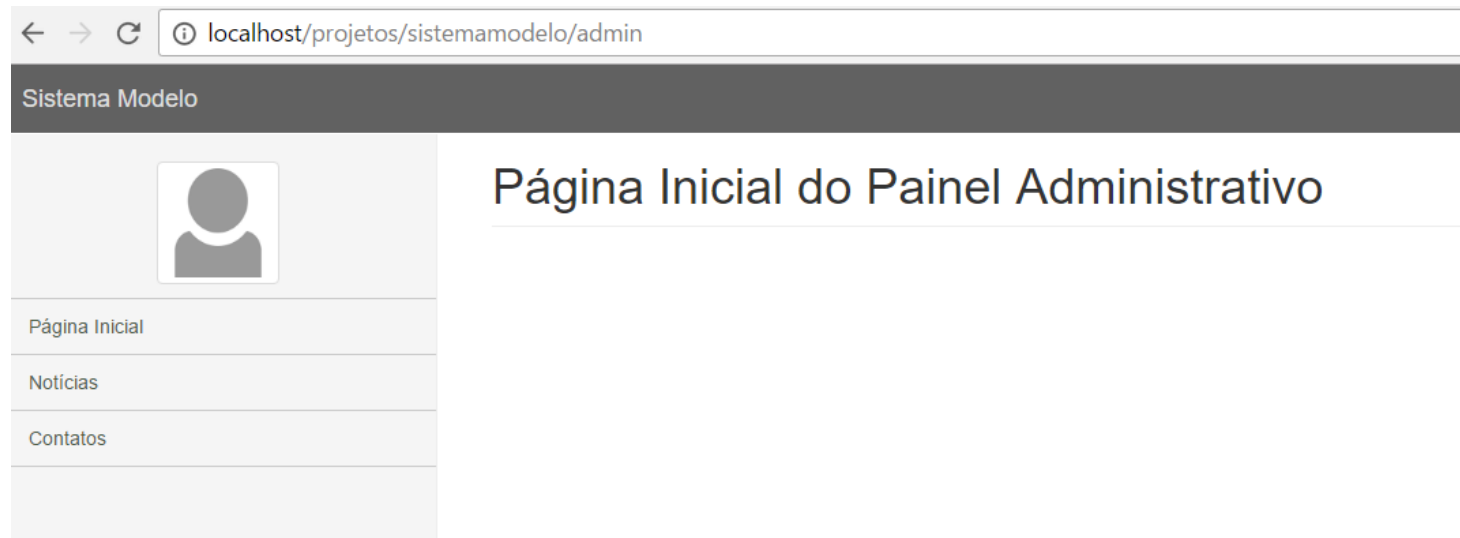 localhost/projetos/sistemamodelo/admin
Sistema Modelo
Página Inicial do Painel Administrativo
Página Inicial
Notícias
Contatos